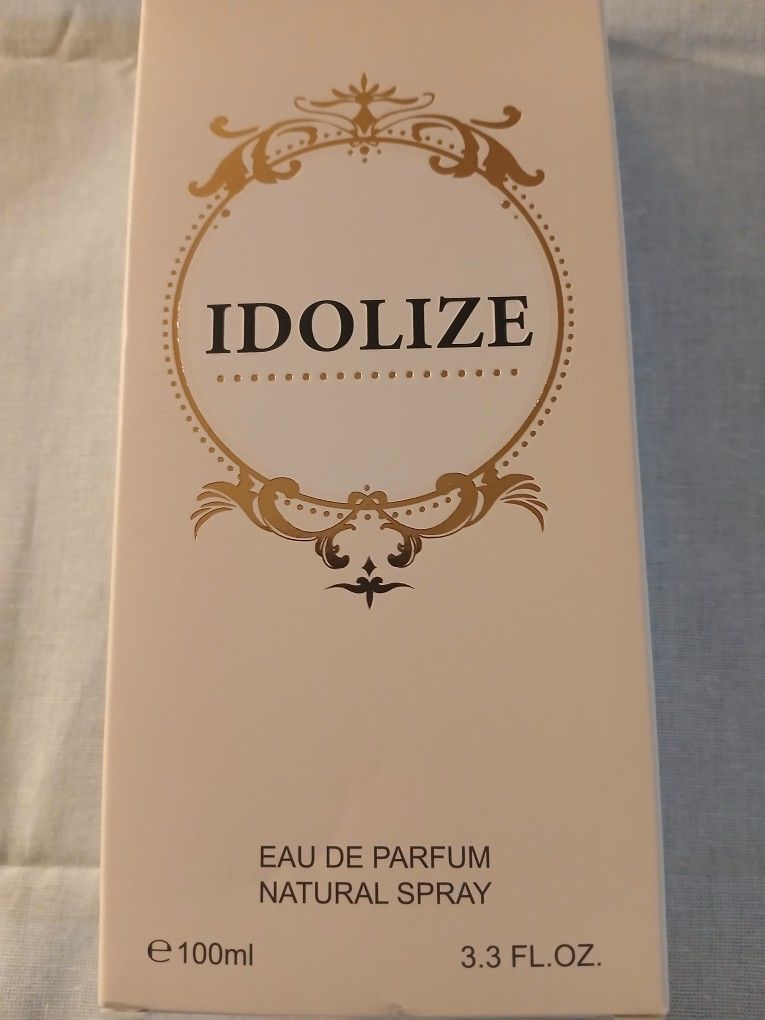 IDOLIZE
EAU DE PARFUM
NATURAL SPRAY
℮100ml 3.3 FL.OZ.